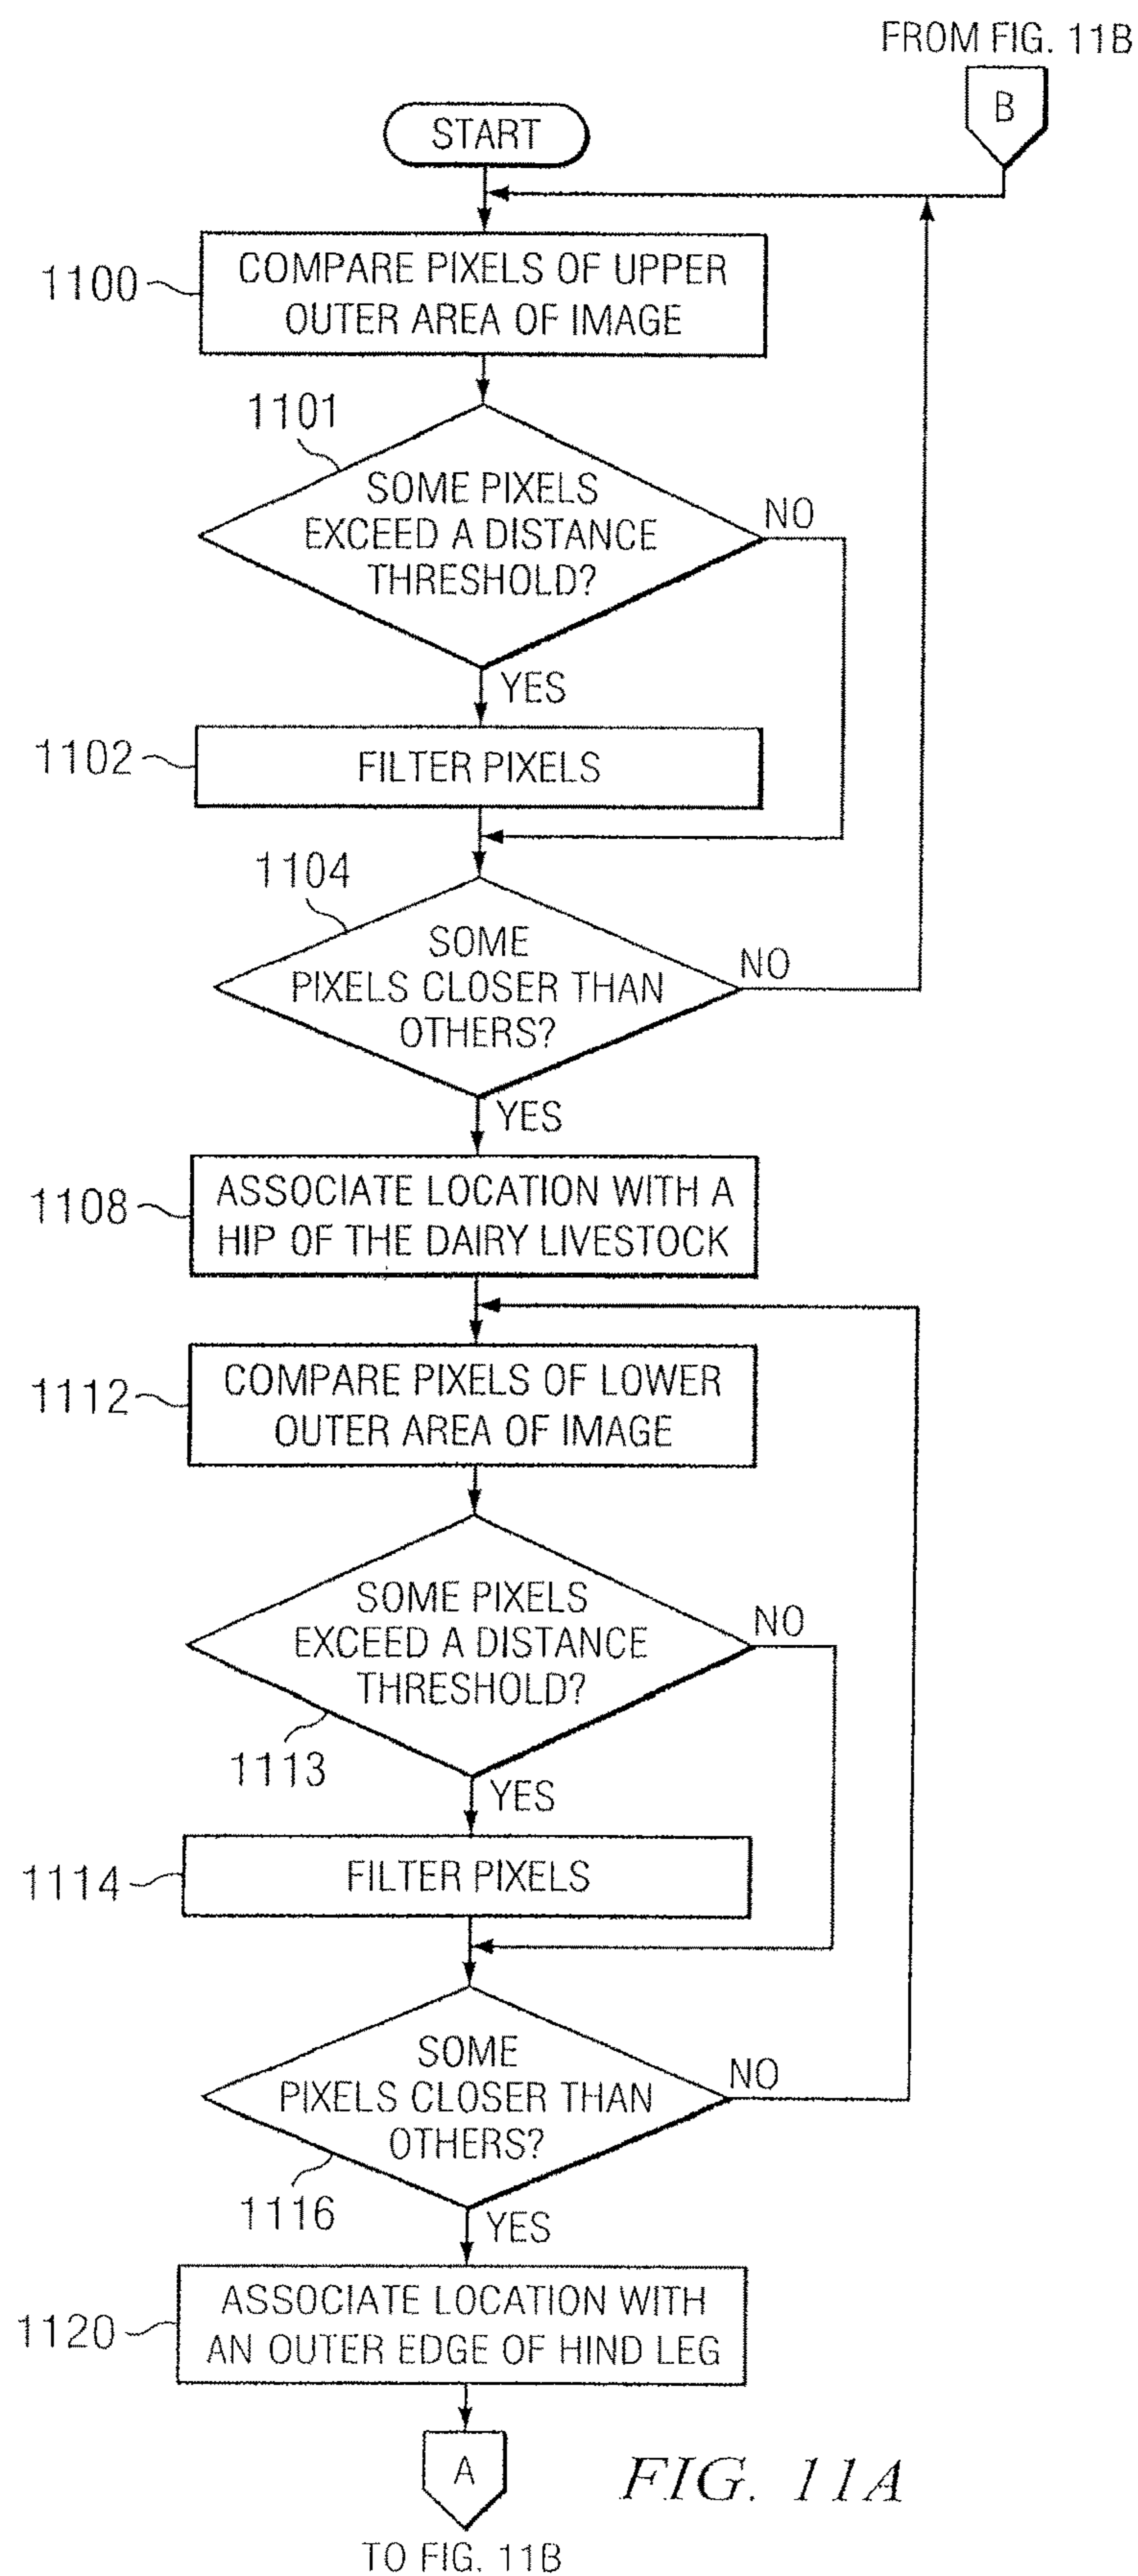 FROM FIG. 11B
B
START
1100
COMPARE PIXELS OF UPPER
OUTER AREA OF IMAGE
1101
SOME PIXELS
EXCEED A DISTANCE
THRESHOLD?
NO
YES
1102
FILTER PIXELS
1104
SOME
PIXELS CLOSER THAN
OTHERS?
NO
YES
1108
ASSOCIATE LOCATION WITH A
HIP OF THE DAIRY LIVESTOCK
1112
COMPARE PIXELS OF LOWER
OUTER AREA OF IMAGE
SOME PIXELS
EXCEED A DISTANCE
THRESHOLD?
NO
1113
YES
1114
FILTER PIXELS
SOME
PIXELS CLOSER THAN
OTHERS?
NO
1116
YES
1120
ASSOCIATE LOCATION WITH
AN OUTER EDGE OF HIND LEG
A
FIG. 11A
TO FIG. 11B